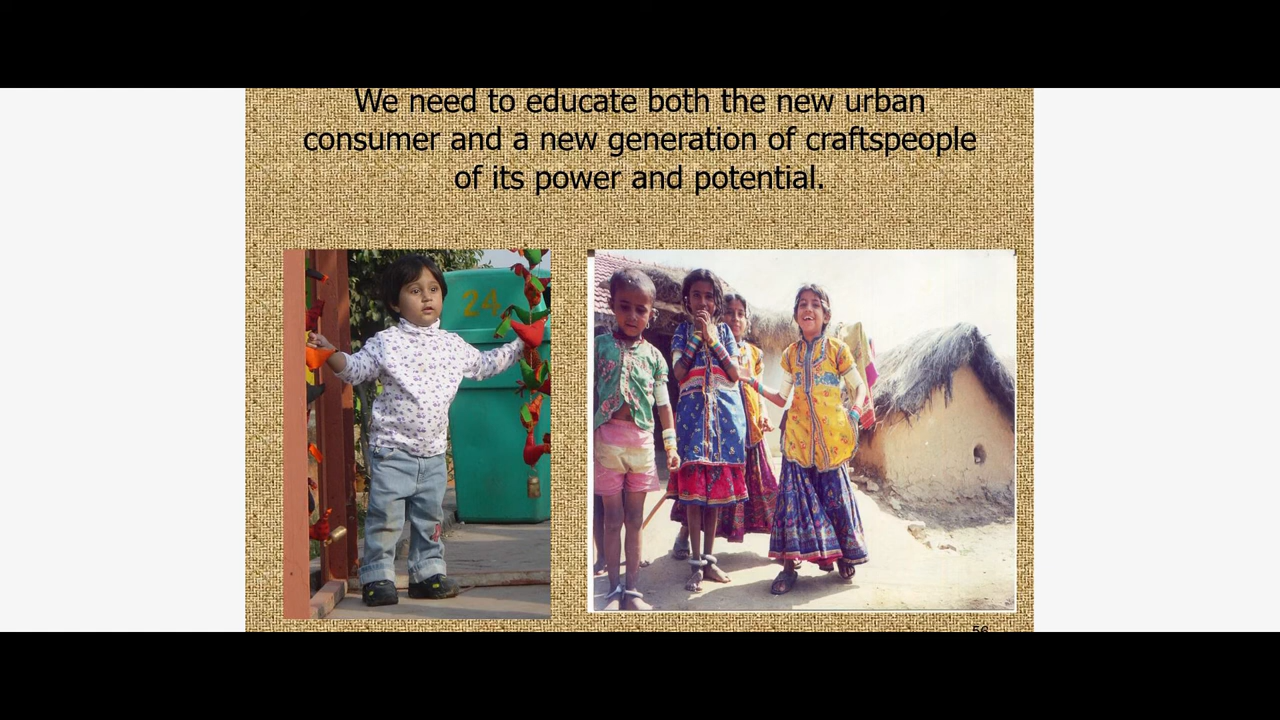 We need to educate both the new urban
consumer and a new generation of craftspeople
of its power and potential.
24
56